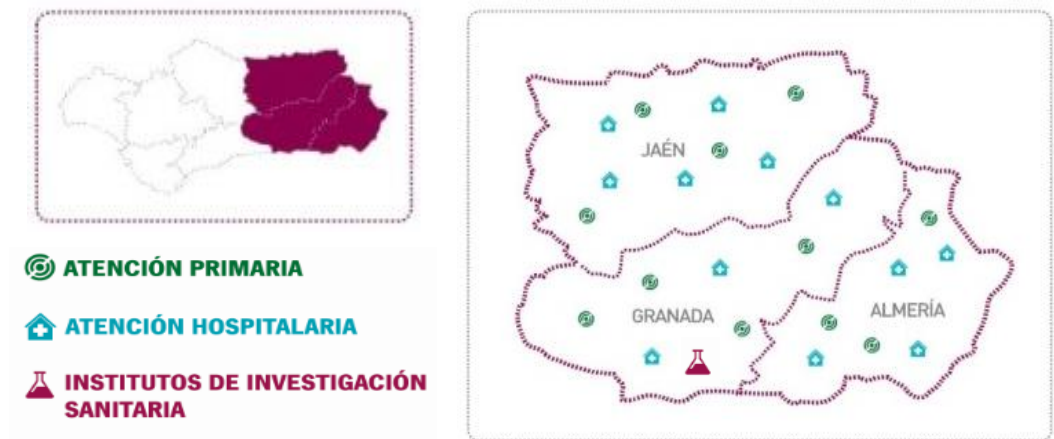 JAÉN
GRANADA
ALMERÍA
ATENCIÓN PRIMARIA
ATENCIÓN HOSPITALARIA
INSTITUTOS DE INVESTIGACIÓN
SANITARIA